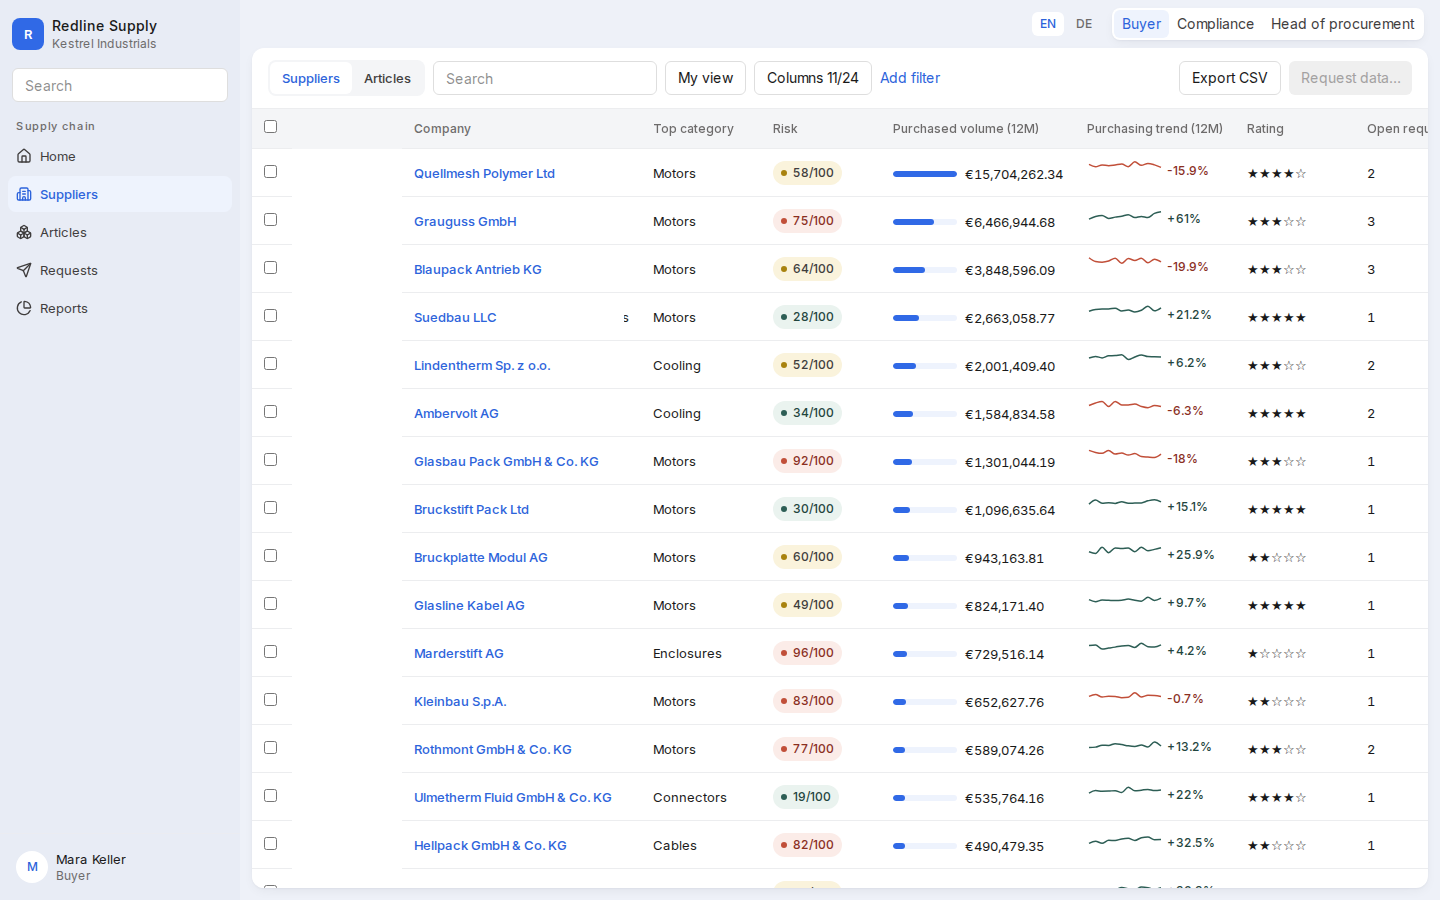 R
Redline Supply
Kestrel Industrials
Search
Supply chain
Home
Suppliers
Articles
Requests
Reports
M
Mara Keller
Buyer
EN DE Buyer Compliance Head of procurement
Suppliers Articles Search My view Columns 11/24 Add filter Export CSV Request data...
Company Top category Risk Purchased volume (12M) Purchasing trend (12M) Rating Open requ
Quellmesh Polymer Ltd Motors 58/100 €15,704,262.34 -15.9% ★★★★☆ 2
Grauguss GmbH Motors 75/100 €6,466,944.68 +61% ★★★☆☆ 3
Blaupack Antrieb KG Motors 64/100 €3,848,596.09 -19.9% ★★★☆☆ 3
Suedbau LLC s Motors 28/100 €2,663,058.77 +21.2% ★★★★★ 1
Lindentherm Sp. z o.o. Cooling 52/100 €2,001,409.40 +6.2% ★★★☆☆ 2
Ambervolt AG Cooling 34/100 €1,584,834.58 -6.3% ★★★★★ 2
Glasbau Pack GmbH & Co. KG Motors 92/100 €1,301,044.19 -18% ★★★☆☆ 1
Bruckstift Pack Ltd Motors 30/100 €1,096,635.64 +15.1% ★★★★★ 1
Bruckplatte Modul AG Motors 60/100 €943,163.81 +25.9% ★★☆☆☆ 1
Glasline Kabel AG Motors 49/100 €824,171.40 +9.7% ★★★★★ 1
Marderstift AG Enclosures 96/100 €729,516.14 +4.2% ★☆☆☆☆ 1
Kleinbau S.p.A. Motors 83/100 €652,627.76 -0.7% ★★☆☆☆ 1
Rothmont GmbH & Co. KG Motors 77/100 €589,074.26 +13.2% ★★★☆☆ 2
Ulmetherm Fluid GmbH & Co. KG Connectors 19/100 €535,764.16 +22% ★★★★☆ 1
Hellpack GmbH & Co. KG Cables 82/100 €490,479.35 +32.5% ★★☆☆☆ 1